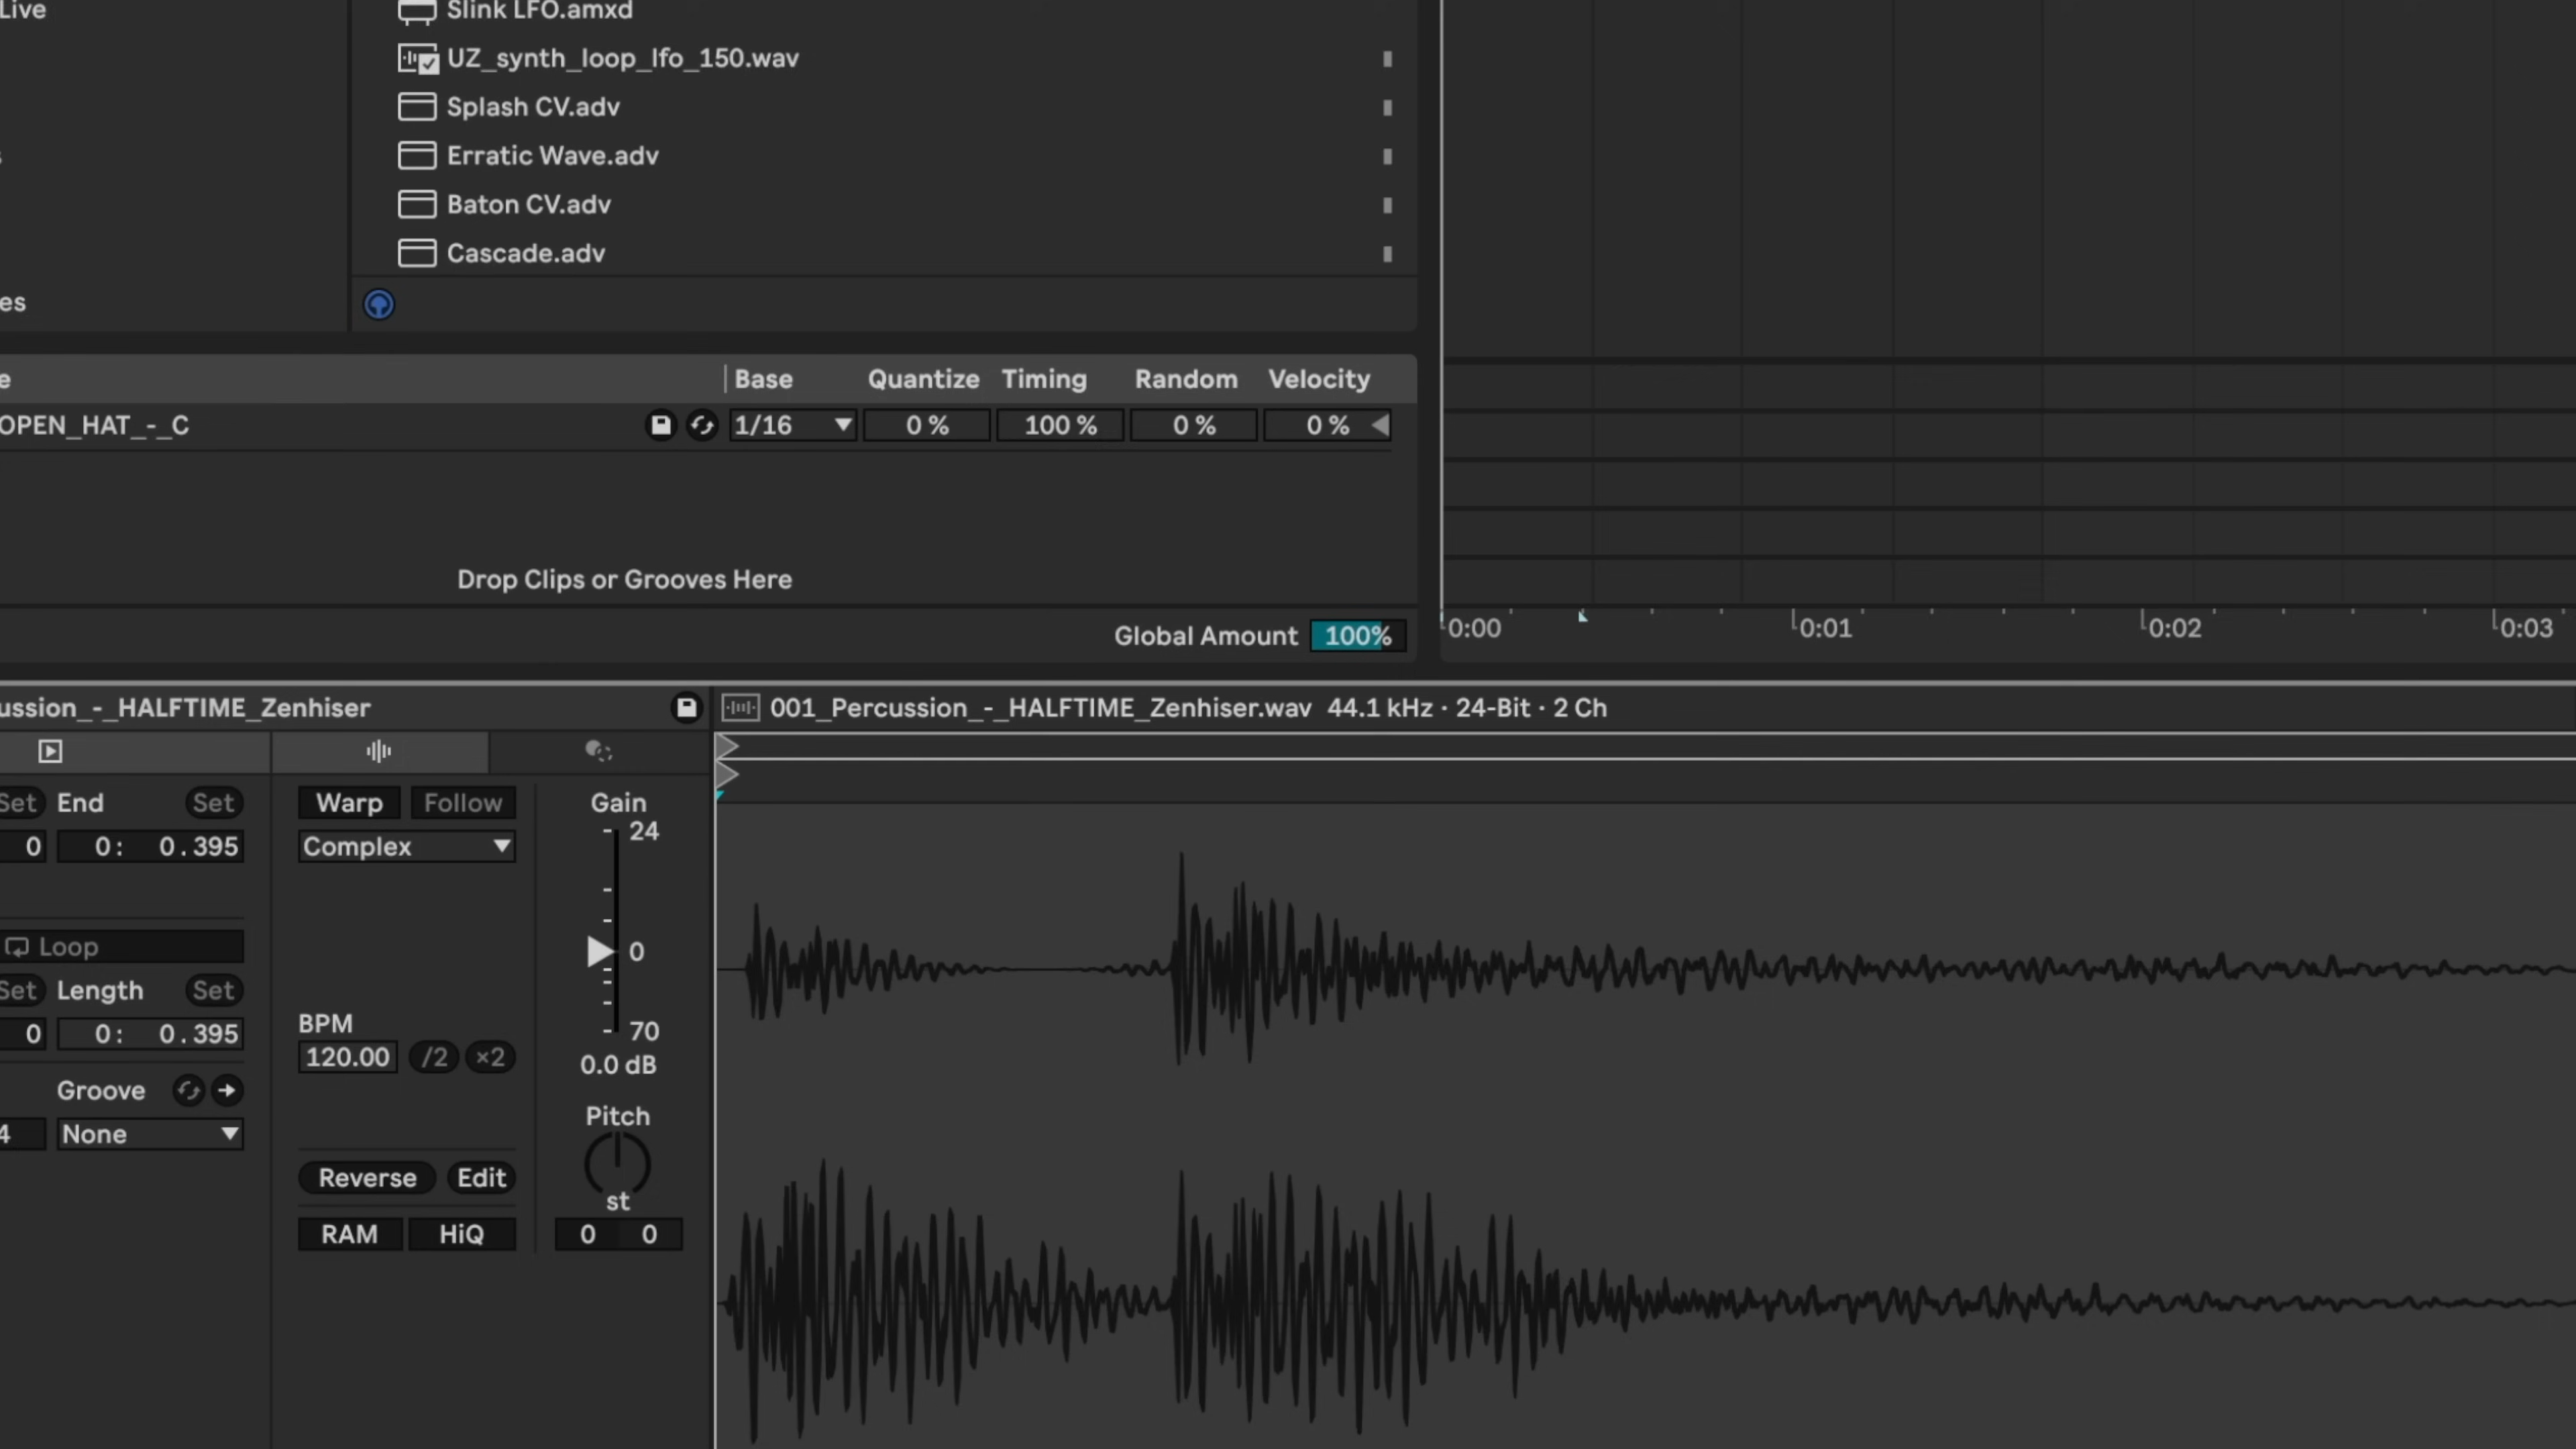 Live
Slink LFO.amxd
UZ_synth_loop_lfo_150.wav
Splash CV.adv
Erratic Wave.adv
Baton CV.adv
Cascade.adv
es
e Base Quantize Timing Random Velocity
OPEN_HAT_-_C 1/16 0 % 100 % 0 % 0 %
Drop Clips or Grooves Here
Global Amount 100%
0:00 0:01 0:02 0:03
ussion_-_HALFTIME_Zenhiser
001_Percussion_-_HALFTIME_Zenhiser.wav 44.1 kHz · 24-Bit · 2 Ch
Set End Set Warp Follow Gain
24
0 0: 0.395 Complex
Loop 0
Set Length Set
0 0: 0.395 BPM 70
120.00 /2 ×2 0.0 dB
Groove Pitch
4 None
Reverse Edit st
RAM HiQ 0 0